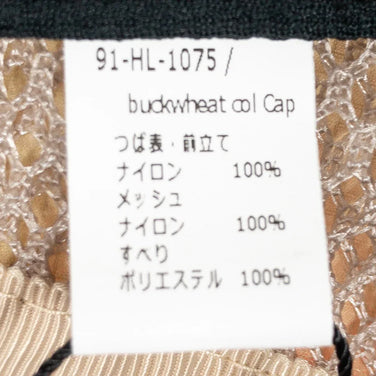 91-HL-1075/
buckwheat col Cap
つば表・前立て
ナイロン 100%
メッシュ
ナイロン 100%
すべり
ポリエステル 100%